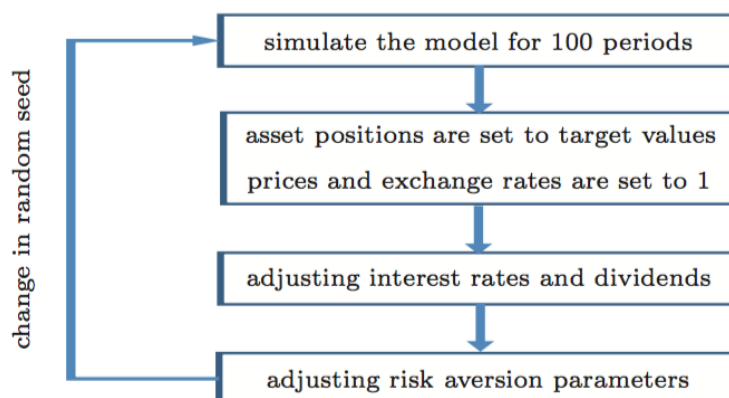 simulate the model for 100 periods
asset positions are set to target values
prices and exchange rates are set to 1
adjusting interest rates and dividends
adjusting risk aversion parameters
change in random seed